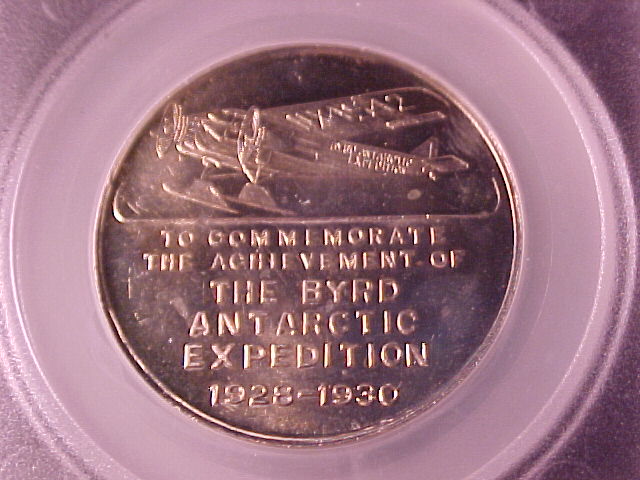 TO COMMEMORATE
THE ACHIEVEMENT OF
THE BYRD
ANTARCTIC
EXPEDITION
1928-1930